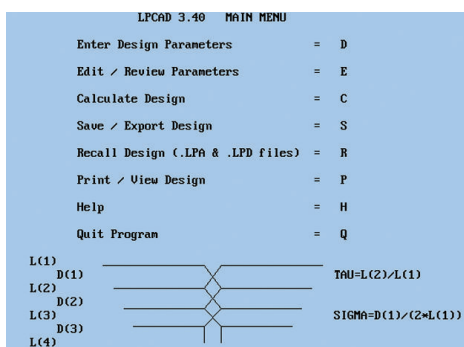 LPCAD 3.40 MAIN MENU
Enter Design Parameters = D
Edit / Review Parameters = E
Calculate Design = C
Save / Export Design = S
Recall Design (.LPA & .LPD files) = R
Print / View Design = P
Help = H
Quit Program = Q
L(1)
D(1) TAU=L(2)/L(1)
L(2)
D(2)
L(3) SIGMA=D(1)/(2*L(1))
D(3)
L(4)